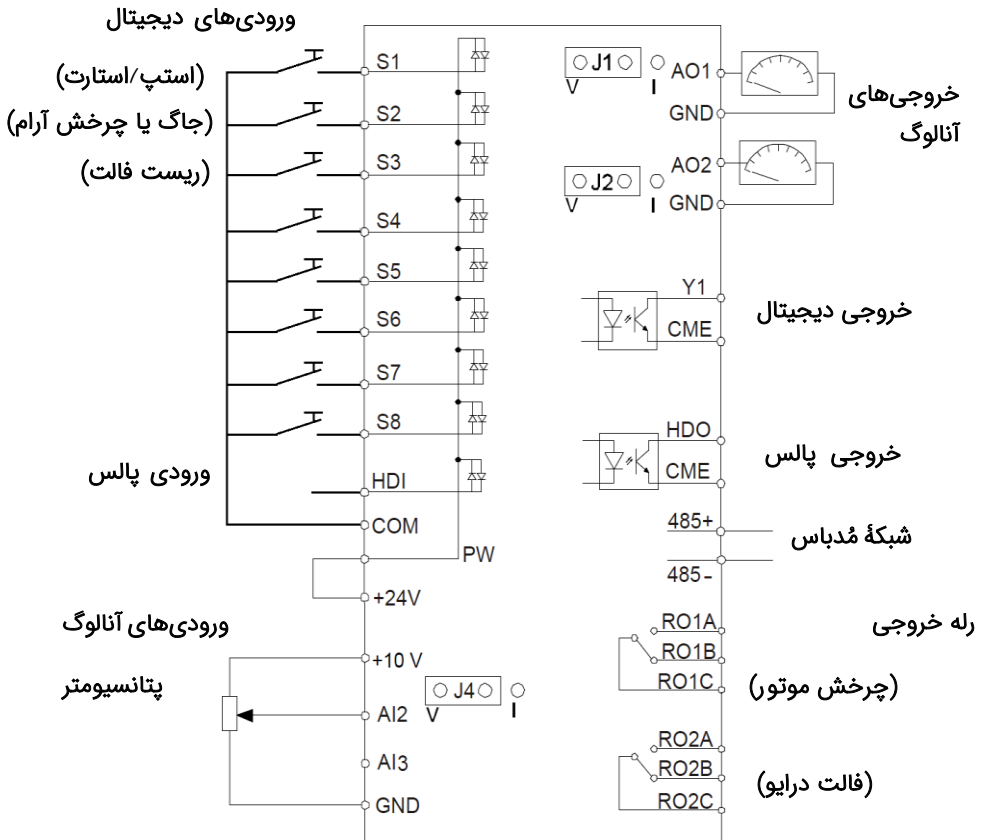 ورودی‌های دیجیتال
S1
(استپ/استارت)
S2
(جاگ یا چرخش آرام)
S3
(ریست فالت)
S4
S5
S6
S7
S8
ورودی پالس
HDI
COM
PW
+24V
ورودی‌های آنالوگ
+10 V
پتانسیومتر
J4
V
I
AI2
AI3
GND
J1
V
I
AO1
GND
خروجی‌های
آنالوگ
J2
V
I
AO2
GND
Y1
CME
خروجی دیجیتال
HDO
CME
خروجی پالس
485+
485-
شبکهٔ مُدباس
رله خروجی
RO1A
RO1B
RO1C
(چرخش موتور)
RO2A
RO2B
RO2C
(فالت درایو)